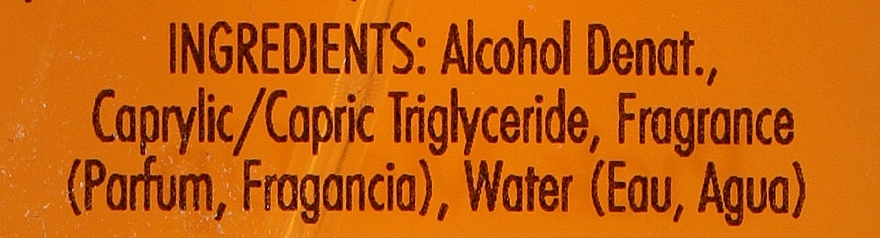 INGREDIENTS: Alcohol Denat.,
Caprylic/Capric Triglyceride, Fragrance
(Parfum, Fragancia), Water (Eau, Agua)